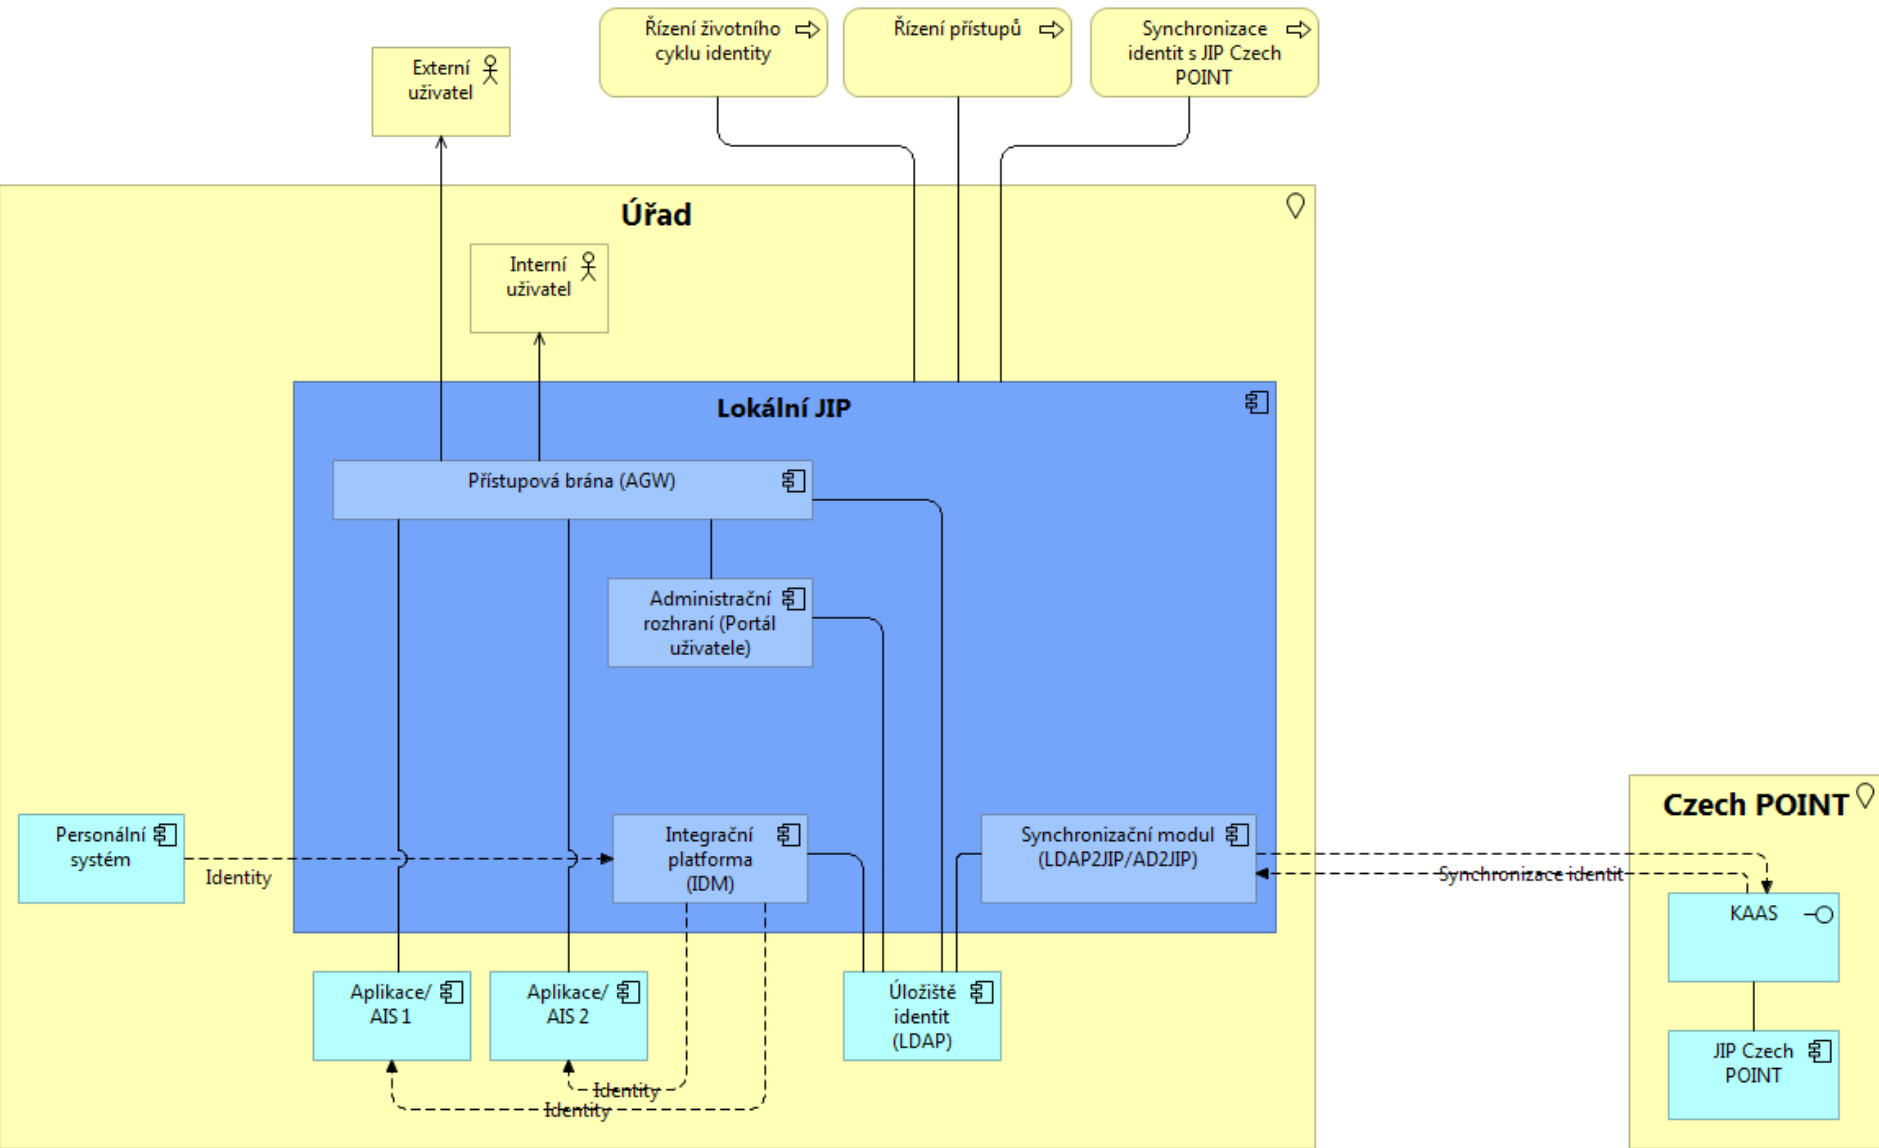 Řízení životního
cyklu identity
Řízení přístupů
Synchronizace
identit s JIP Czech
POINT
Externí
uživatel
Úřad
Interní
uživatel
Lokální JIP
Přístupová brána (AGW)
Administrační
rozhraní (Portál
uživatele)
Personální
systém
Identity
Integrační
platforma
(IDM)
Synchronizační modul
(LDAP2JIP/AD2JIP)
Synchronizace identit
Czech POINT
KAAS
JIP Czech
POINT
Aplikace/
AIS 1
Aplikace/
AIS 2
Úložiště
identit
(LDAP)
Identity
Identity